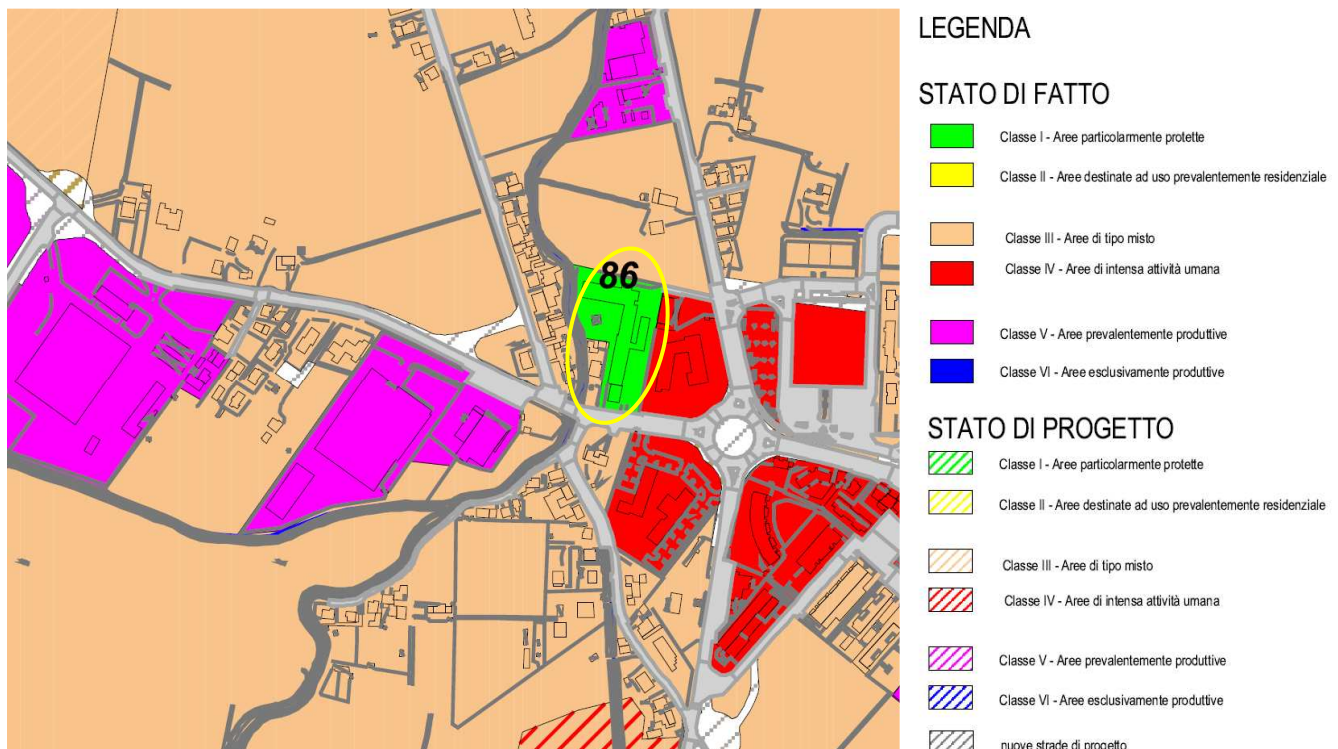 86
LEGENDA
STATO DI FATTO
Classe I - Aree particolarmente protette
Classe II - Aree destinate ad uso prevalentemente residenziale
Classe III - Aree di tipo misto
Classe IV - Aree di intensa attività umana
Classe V - Aree prevalentemente produttive
Classe VI - Aree esclusivamente produttive
STATO DI PROGETTO
Classe I - Aree particolarmente protette
Classe II - Aree destinate ad uso prevalentemente residenziale
Classe III - Aree di tipo misto
Classe IV - Aree di intensa attività umana
Classe V - Aree prevalentemente produttive
Classe VI - Aree esclusivamente produttive
nuove strade di progetto